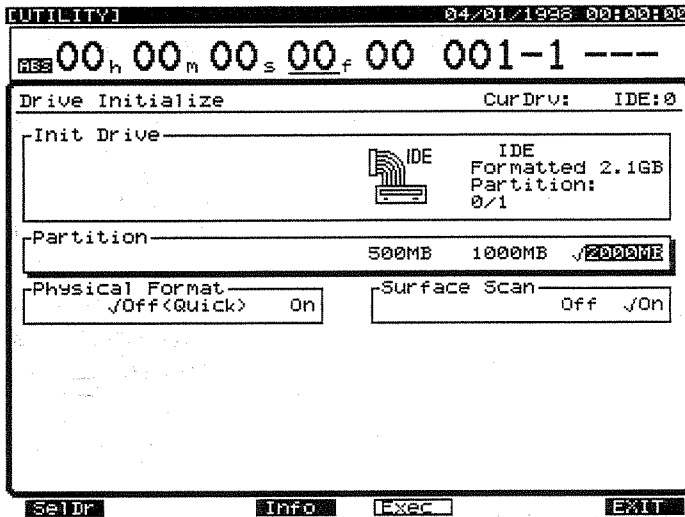 [UTILITY] 04/01/1998 00:00:00
ABS 00h 00m 00s 00f 00 001-1 ---
Drive Initialize CurDrv: IDE:0
Init Drive
IDE IDE
Formatted 2.1GB
Partition:
0/1
Partition
500MB 1000MB √2000MB
Physical Format Surface Scan
√Off(Quick) On Off √On
SelDr Info Exec EXIT